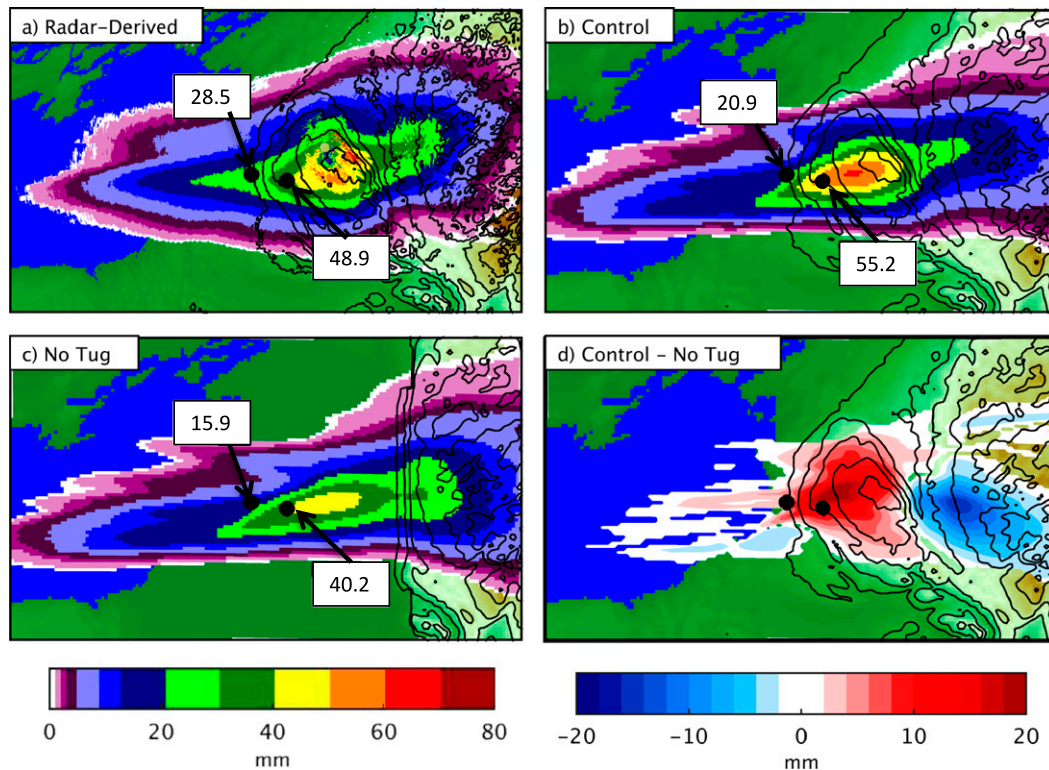 a) Radar-Derived
28.5
48.9
b) Control
20.9
55.2
c) No Tug
15.9
40.2
d) Control - No Tug
0 20 40 60 80
mm
-20 -10 0 10 20
mm